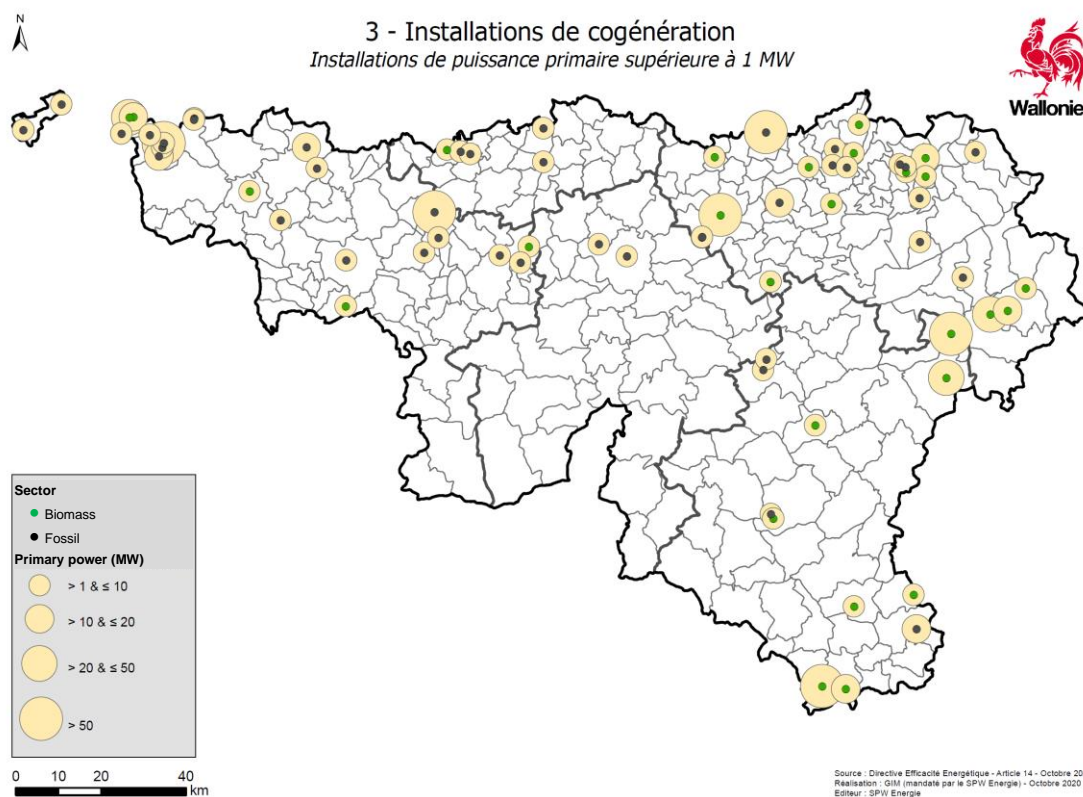 N
3 - Installations de cogénération
Installations de puissance primaire supérieure à 1 MW
Wallonie
Sector
Biomass
Fossil
Primary power (MW)
> 1 & ≤ 10
> 10 & ≤ 20
> 20 & ≤ 50
> 50
0 10 20 40
km
Source : Directive Efficacité Energétique - Article 14 - Octobre 20
Réalisation : GIM (mandaté par le SPW Energie) - Octobre 2020
Editeur : SPW Energie